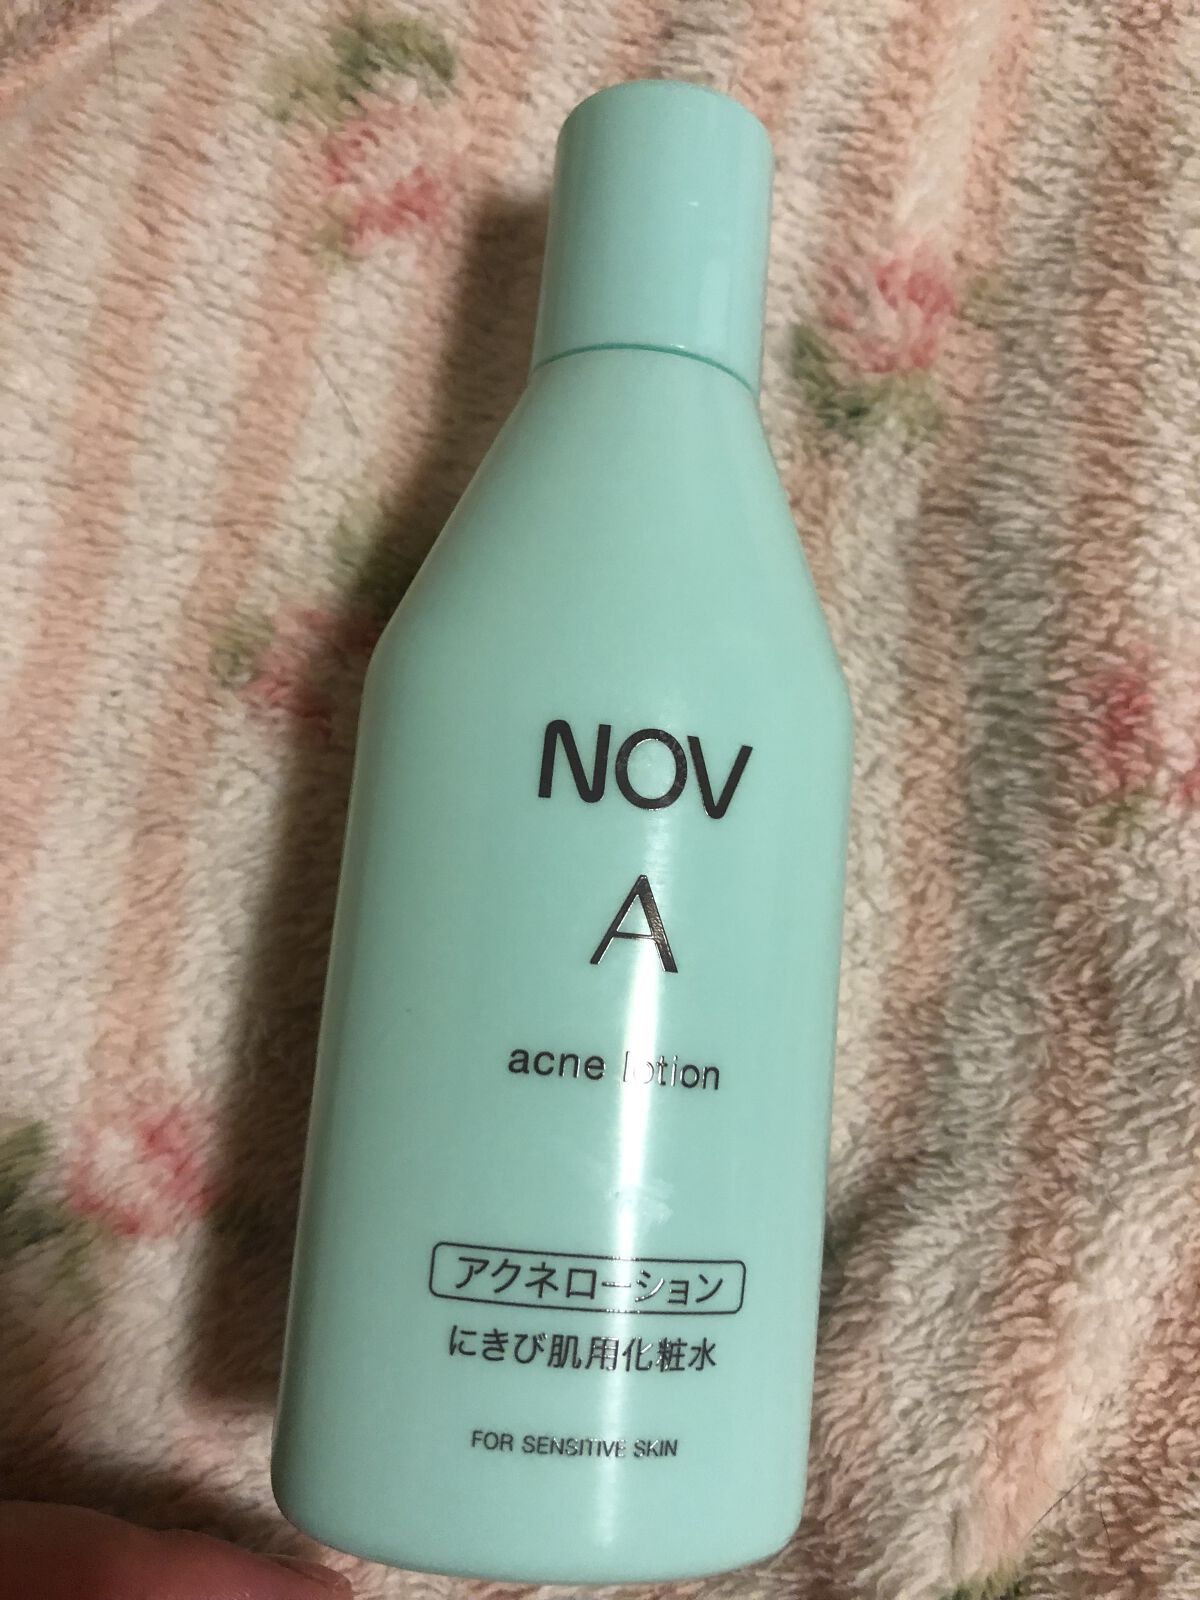 NOV
A
acne lotion
アクネローション
にきび肌用化粧水
FOR SENSITIVE SKIN